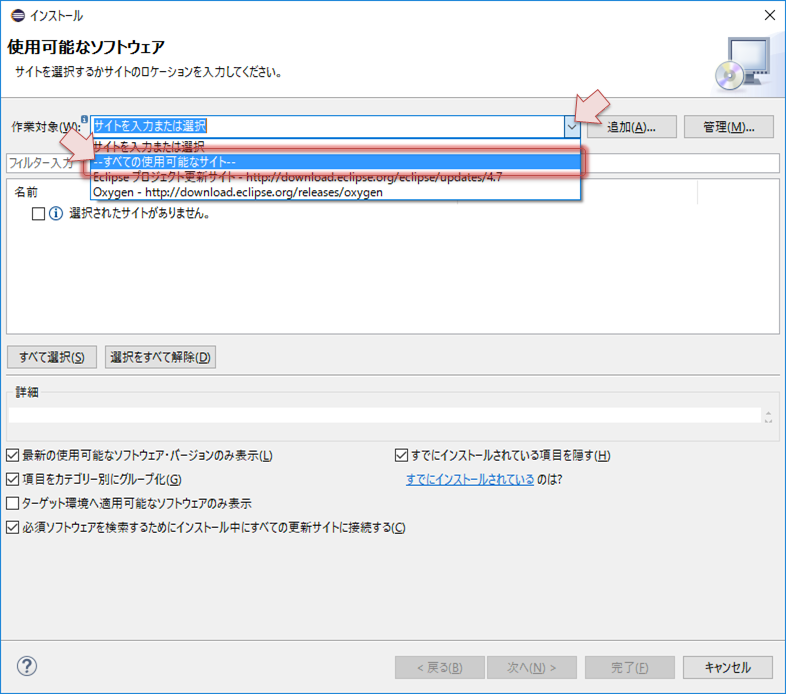 インストール
使用可能なソフトウェア
サイトを選択するかサイトのロケーションを入力してください。
作業対象(W): サイトを入力または選択 追加(A)... 管理(M)...
サイトを入力または選択
フィルター入力 --すべての使用可能なサイト--
Eclipse プロジェクト更新サイト - http://download.eclipse.org/eclipse/updates/4.7
Oxygen - http://download.eclipse.org/releases/oxygen
名前
選択されたサイトがありません。
すべて選択(S) 選択をすべて解除(D)
詳細
最新の使用可能なソフトウェア・バージョンのみ表示(L) すでにインストールされている項目を隠す(H)
項目をカテゴリー別にグループ化(G) すでにインストールされている のは?
ターゲット環境へ適用可能なソフトウェアのみ表示
必須ソフトウェアを検索するためにインストール中にすべての更新サイトに接続する(C)
? < 戻る(B) 次へ(N) > 完了(F) キャンセル